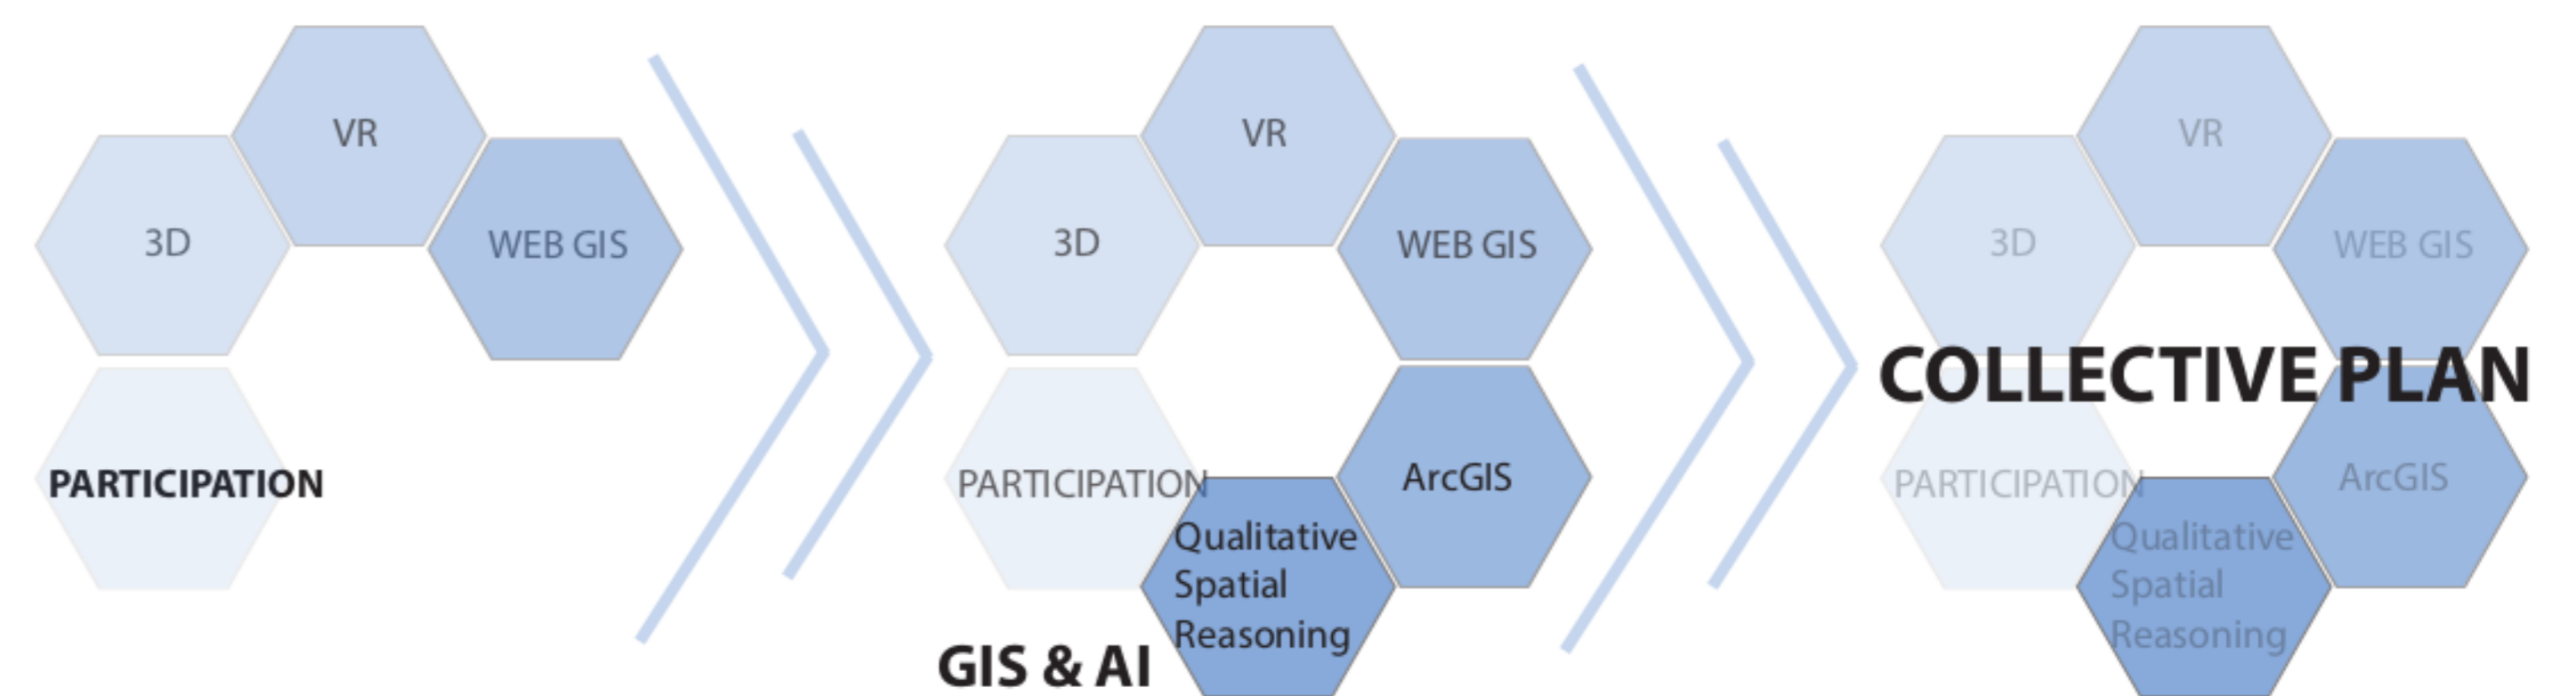 VR
3D
WEB GIS
PARTICIPATION
VR
3D
WEB GIS
PARTICIPATION
ArcGIS
Qualitative
Spatial
Reasoning
GIS & AI
VR
3D
WEB GIS
COLLECTIVE PLAN
PARTICIPATION
ArcGIS
Qualitative
Spatial
Reasoning